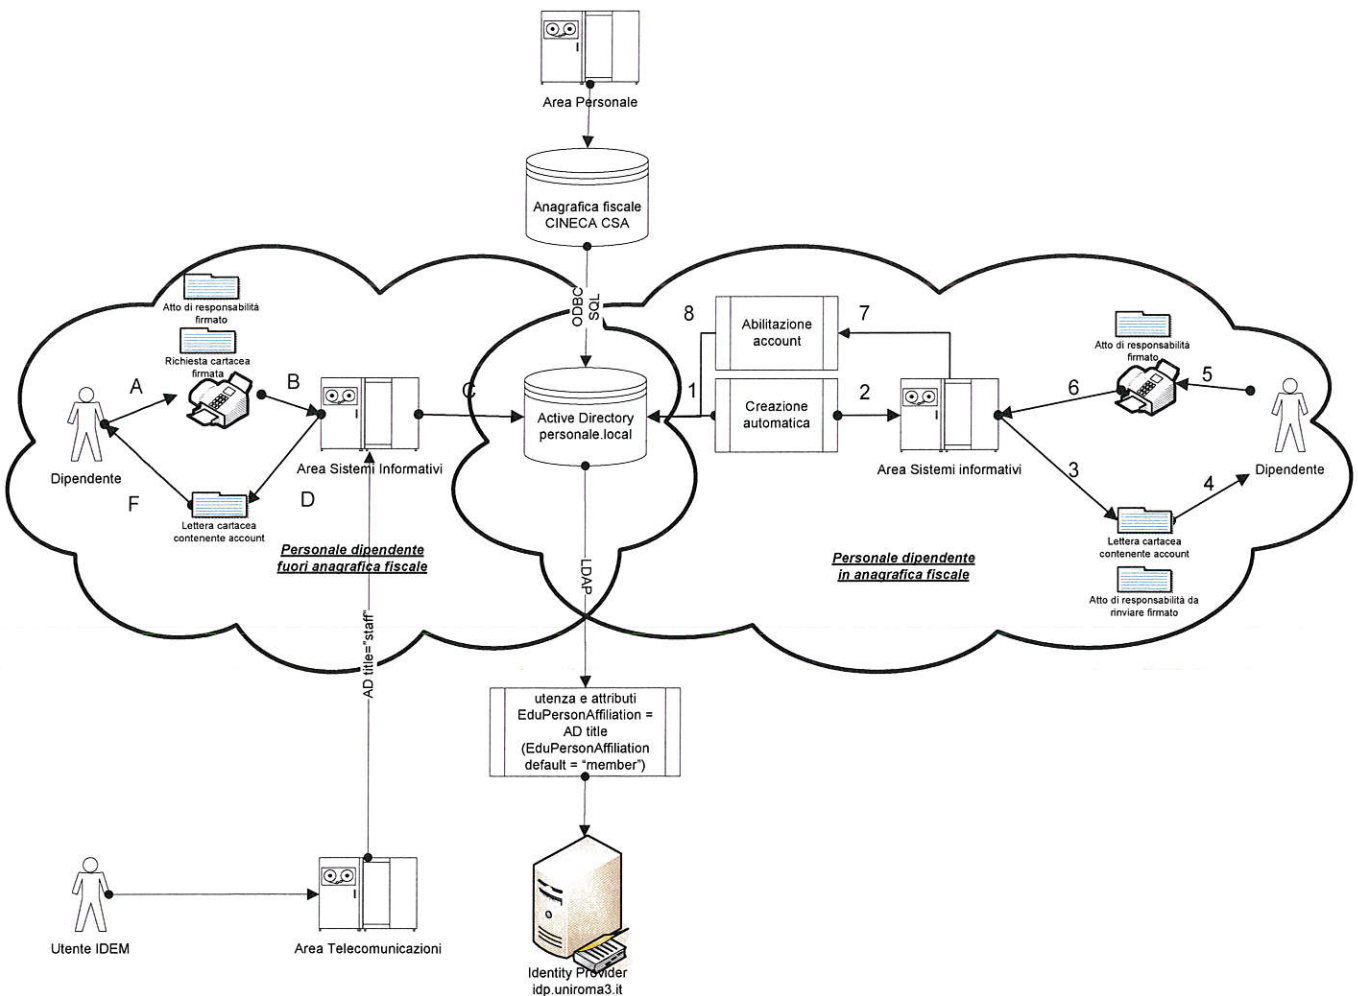 Area Personale
Anagrafica fiscale
CINECA CSA
ODBC
SQL
Atto di responsabilità
firmato
Richiesta cartacea
firmata
A
B
C
D
F
Dipendente
Area Sistemi Informativi
Lettera cartacea
contenente account
Personale dipendente
fuori anagrafica fiscale
Active Directory
personale.local
8
Abilitazione
account
7
1
Creazione
automatica
2
Area Sistemi informativi
Atto di responsabilità
firmato
6
5
Dipendente
3
4
Lettera cartacea
contenente account
Atto di responsabilità da
rinviare firmato
Personale dipendente
in anagrafica fiscale
LDAP
AD title="staff"
utenza e attributi
EduPersonAffiliation =
AD title
(EduPersonAffiliation
default = "member")
Utente IDEM
Area Telecomunicazioni
Identity Provider
idp.uniroma3.it